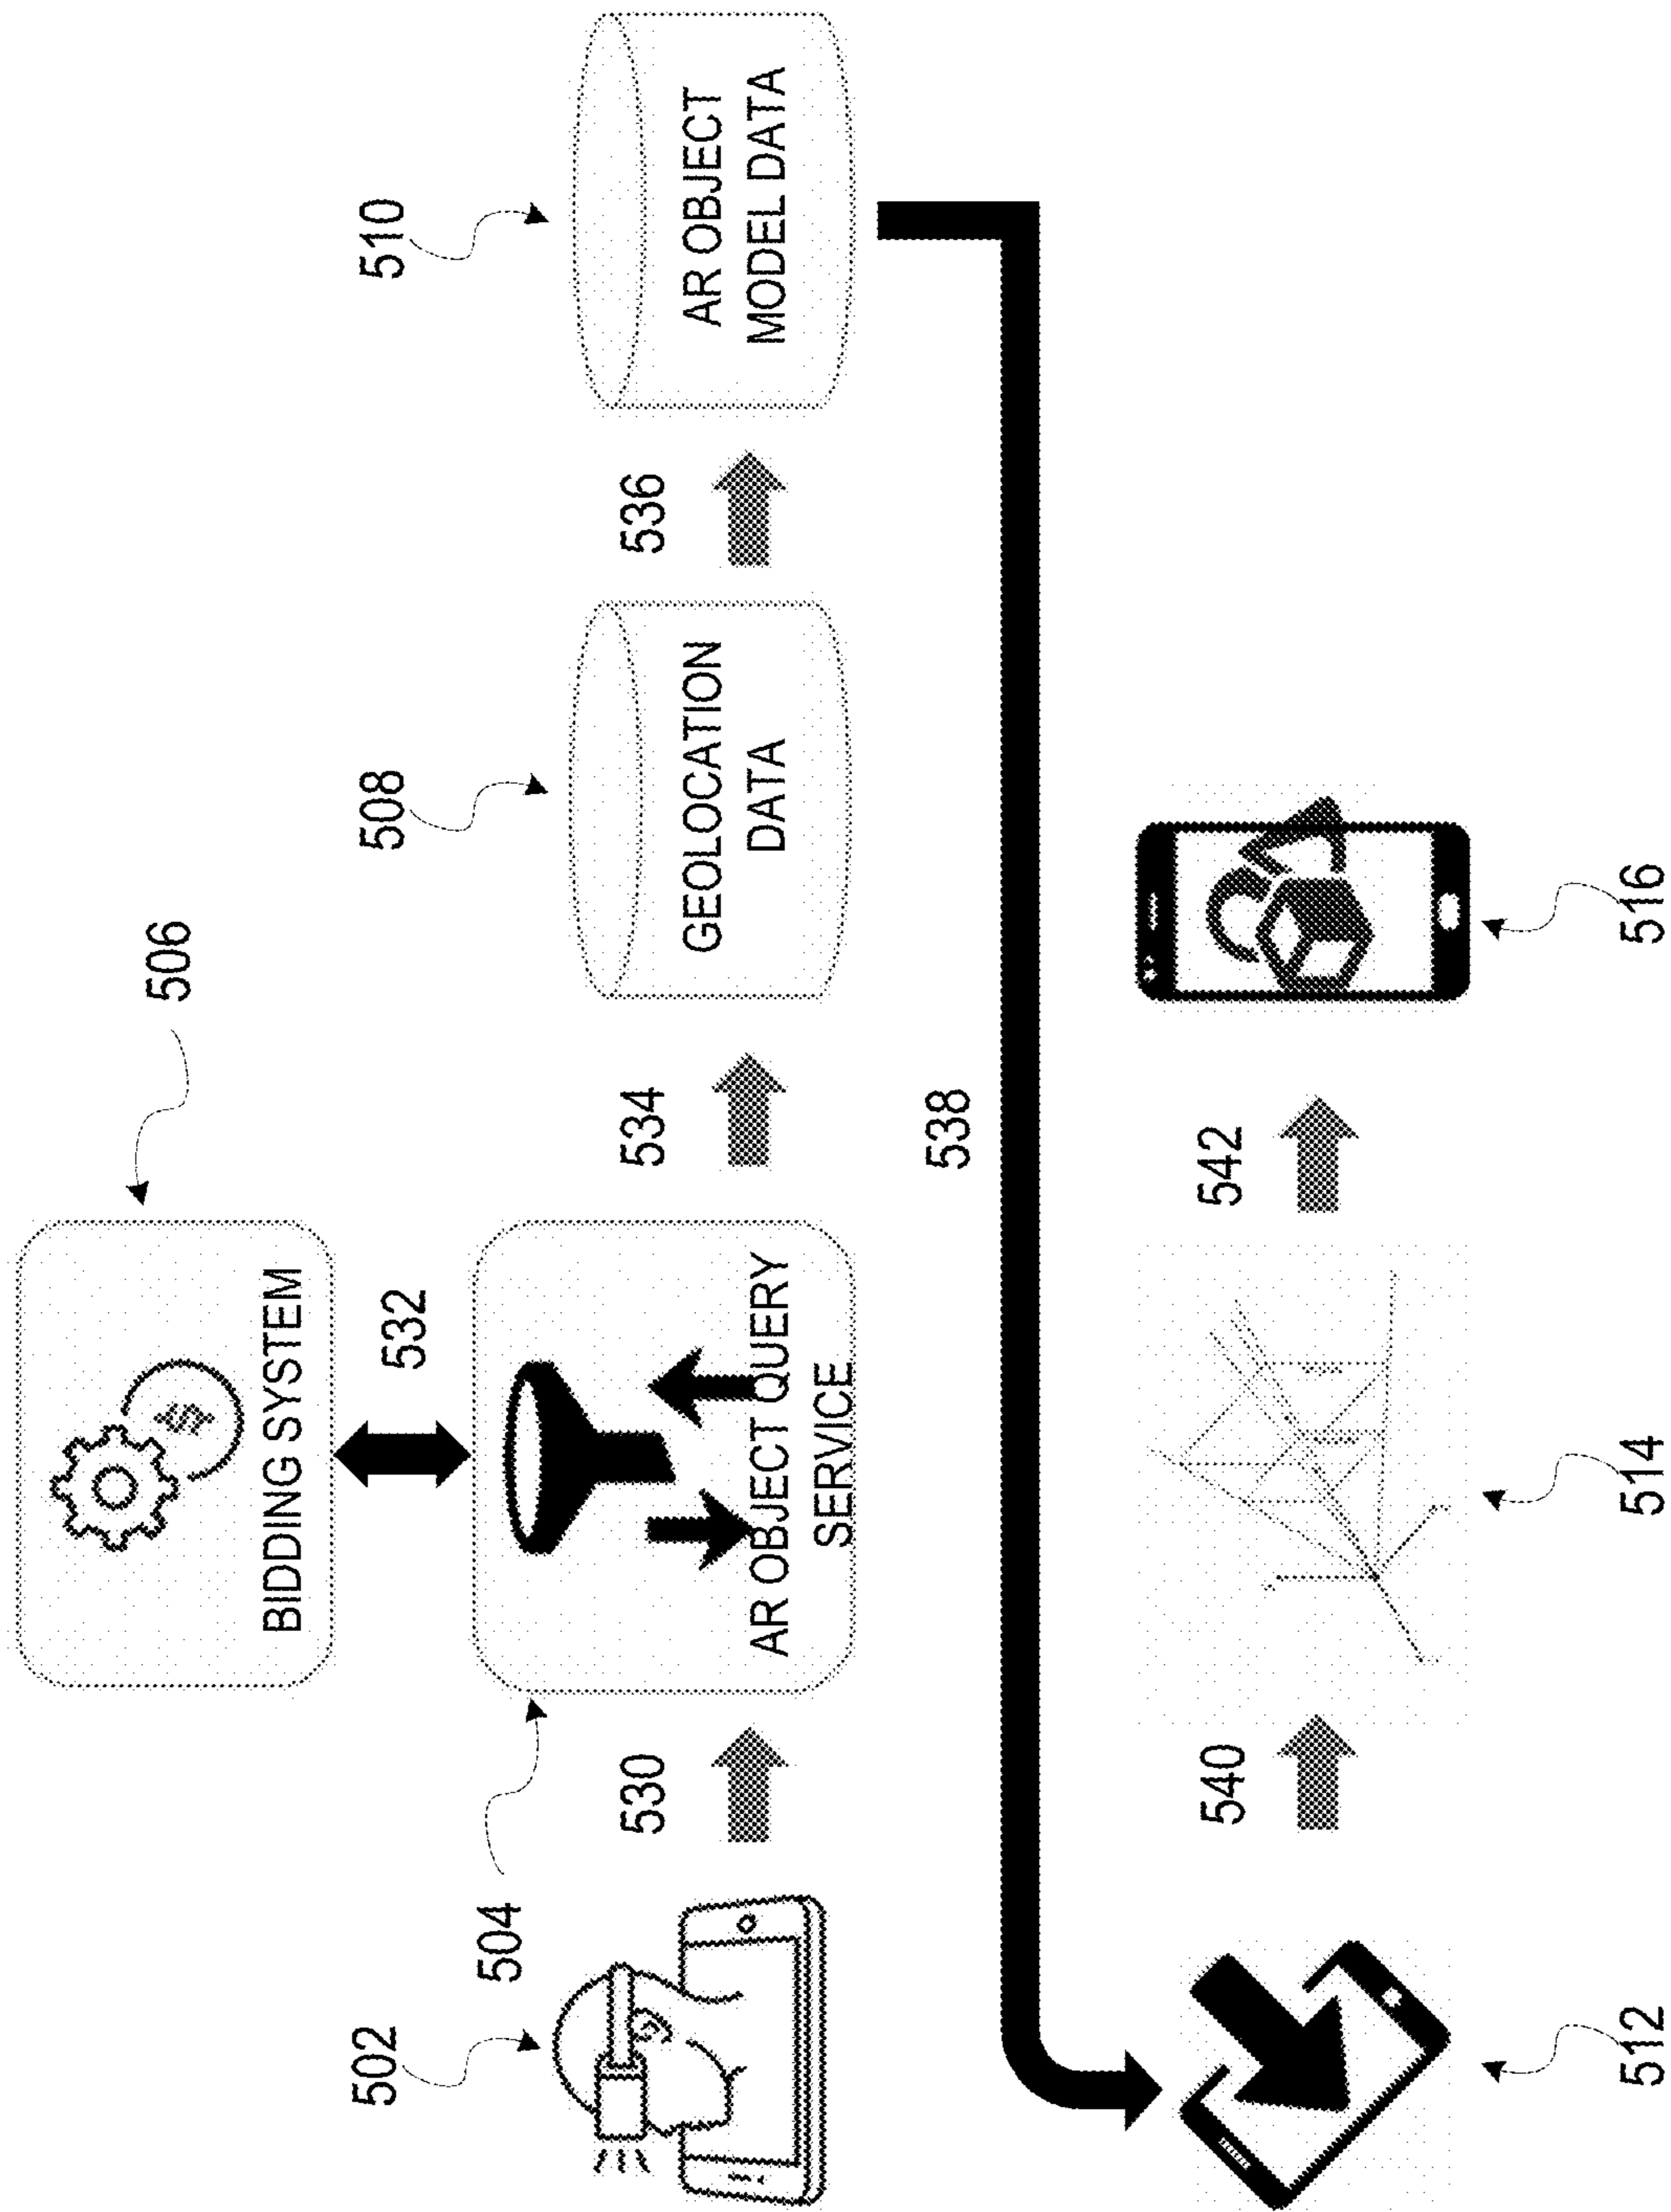 506
BIDDING SYSTEM
$
532
502
504
508
510
530
AR OBJECT QUERY
SERVICE
534
GEOLOCATION
DATA
536
AR OBJECT
MODEL DATA
538
540
542
512
514
516